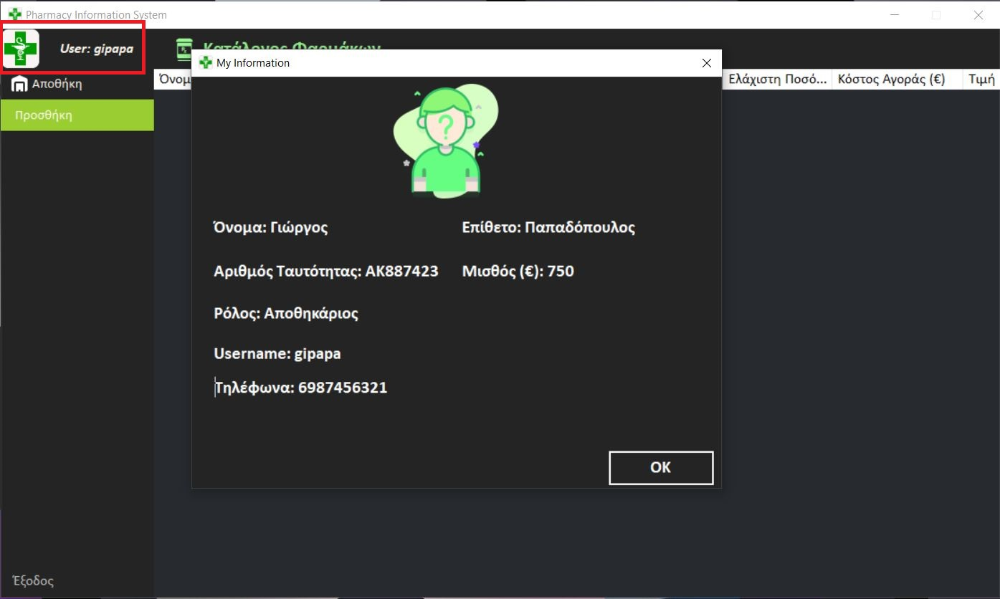 Pharmacy Information System
User: gipapa
Κατάλογος Φαρμάκων
My Information
Όνομ
Ελάχιστη Ποσό...
Κόστος Αγοράς (€)
Τιμή
Αποθήκη
Προσθήκη
?
Όνομα: Γιώργος
Επίθετο: Παπαδόπουλος
Αριθμός Ταυτότητας: AK887423
Μισθός (€): 750
Ρόλος: Αποθηκάριος
Username: gipapa
Τηλέφωνα: 6987456321
OK
Έξοδος